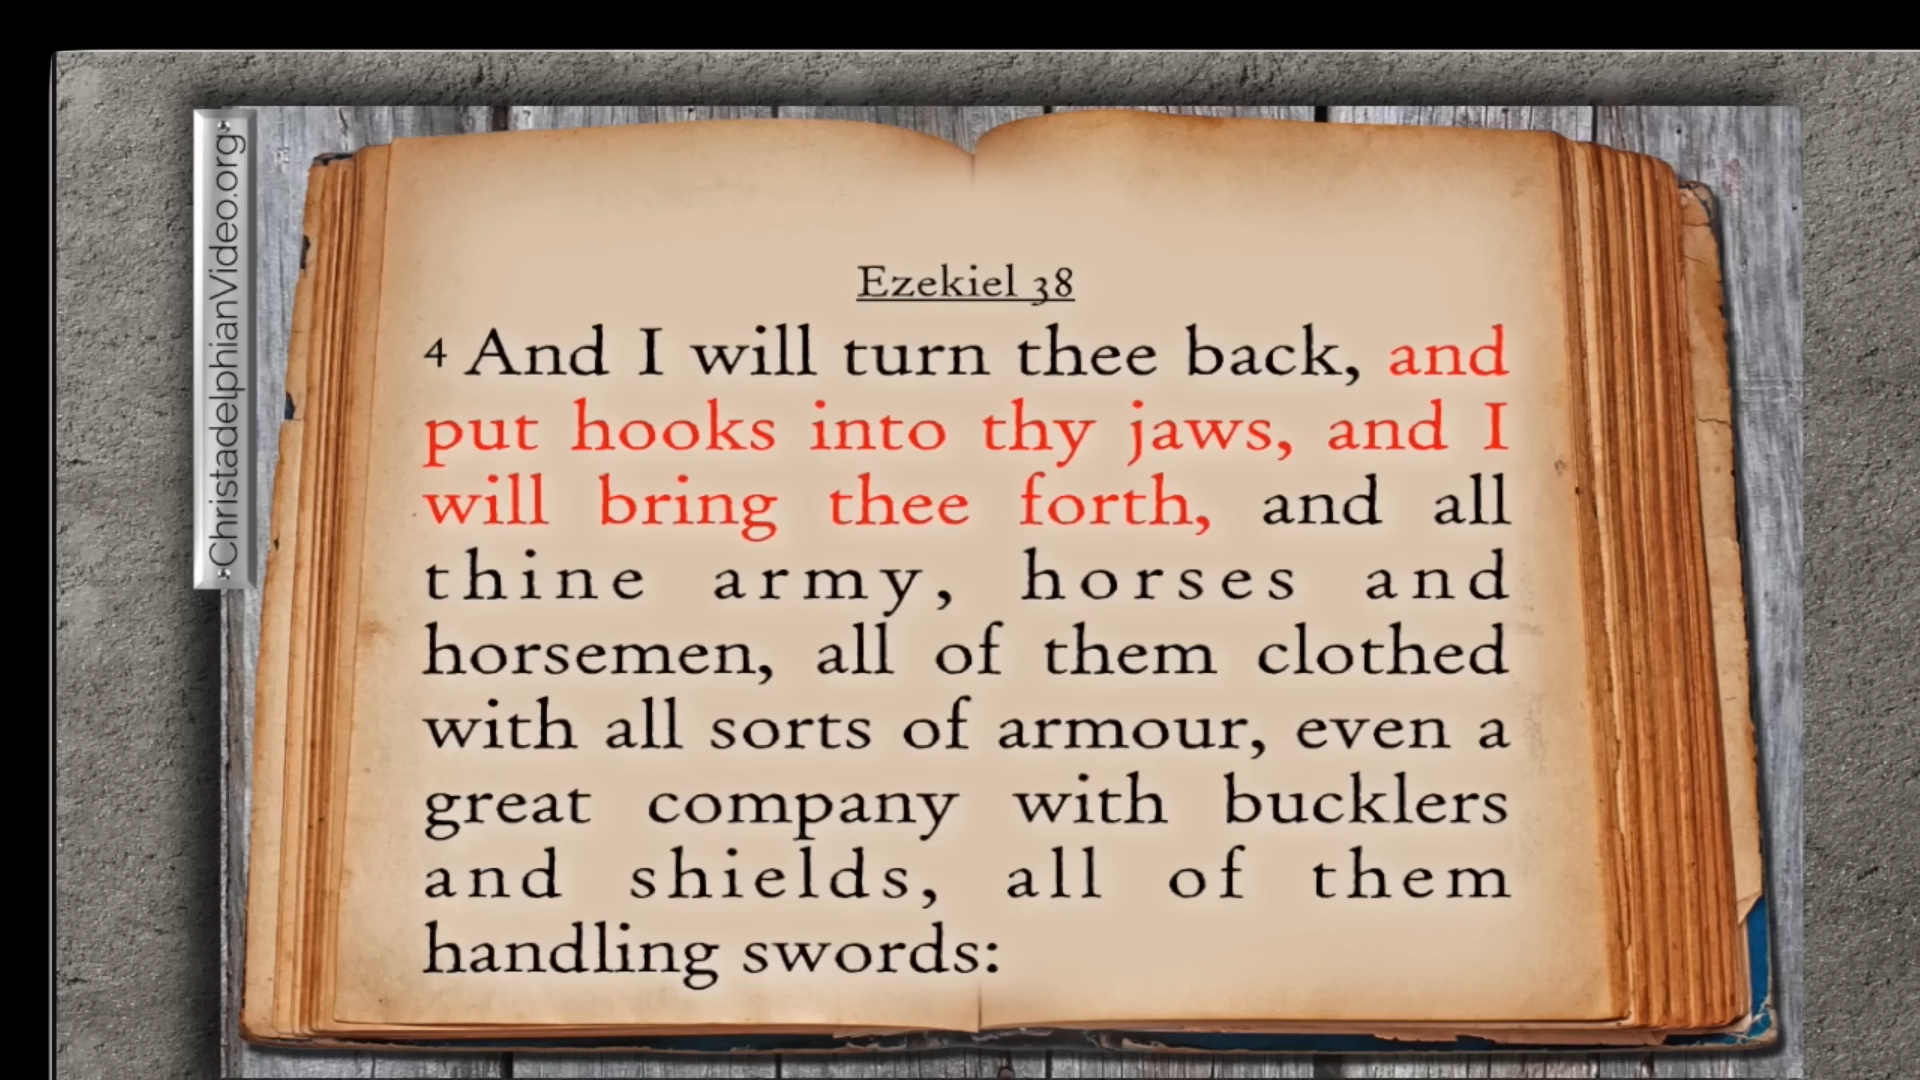 ChristadelphianVideo.org
Ezekiel 38
4 And I will turn thee back, and
put hooks into thy jaws, and I
will bring thee forth, and all
thine army, horses and
horsemen, all of them clothed
with all sorts of armour, even a
great company with bucklers
and shields, all of them
handling swords: